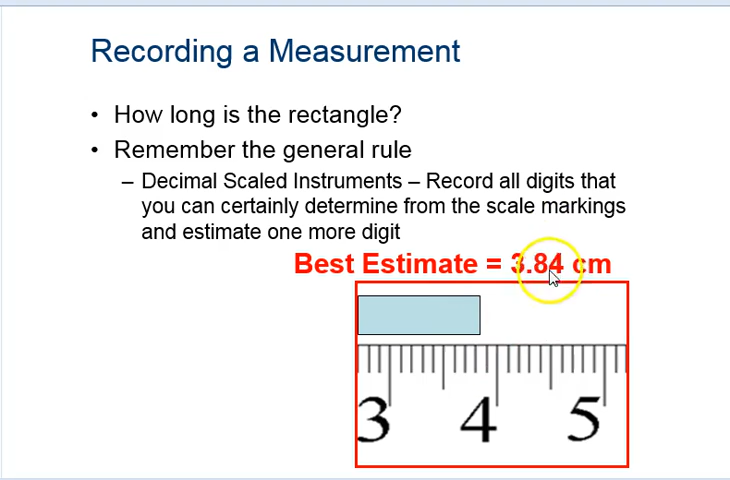 Recording a Measurement
• How long is the rectangle?
• Remember the general rule
– Decimal Scaled Instruments – Record all digits that
you can certainly determine from the scale markings
and estimate one more digit
Best Estimate = 3.84 cm
3 4 5